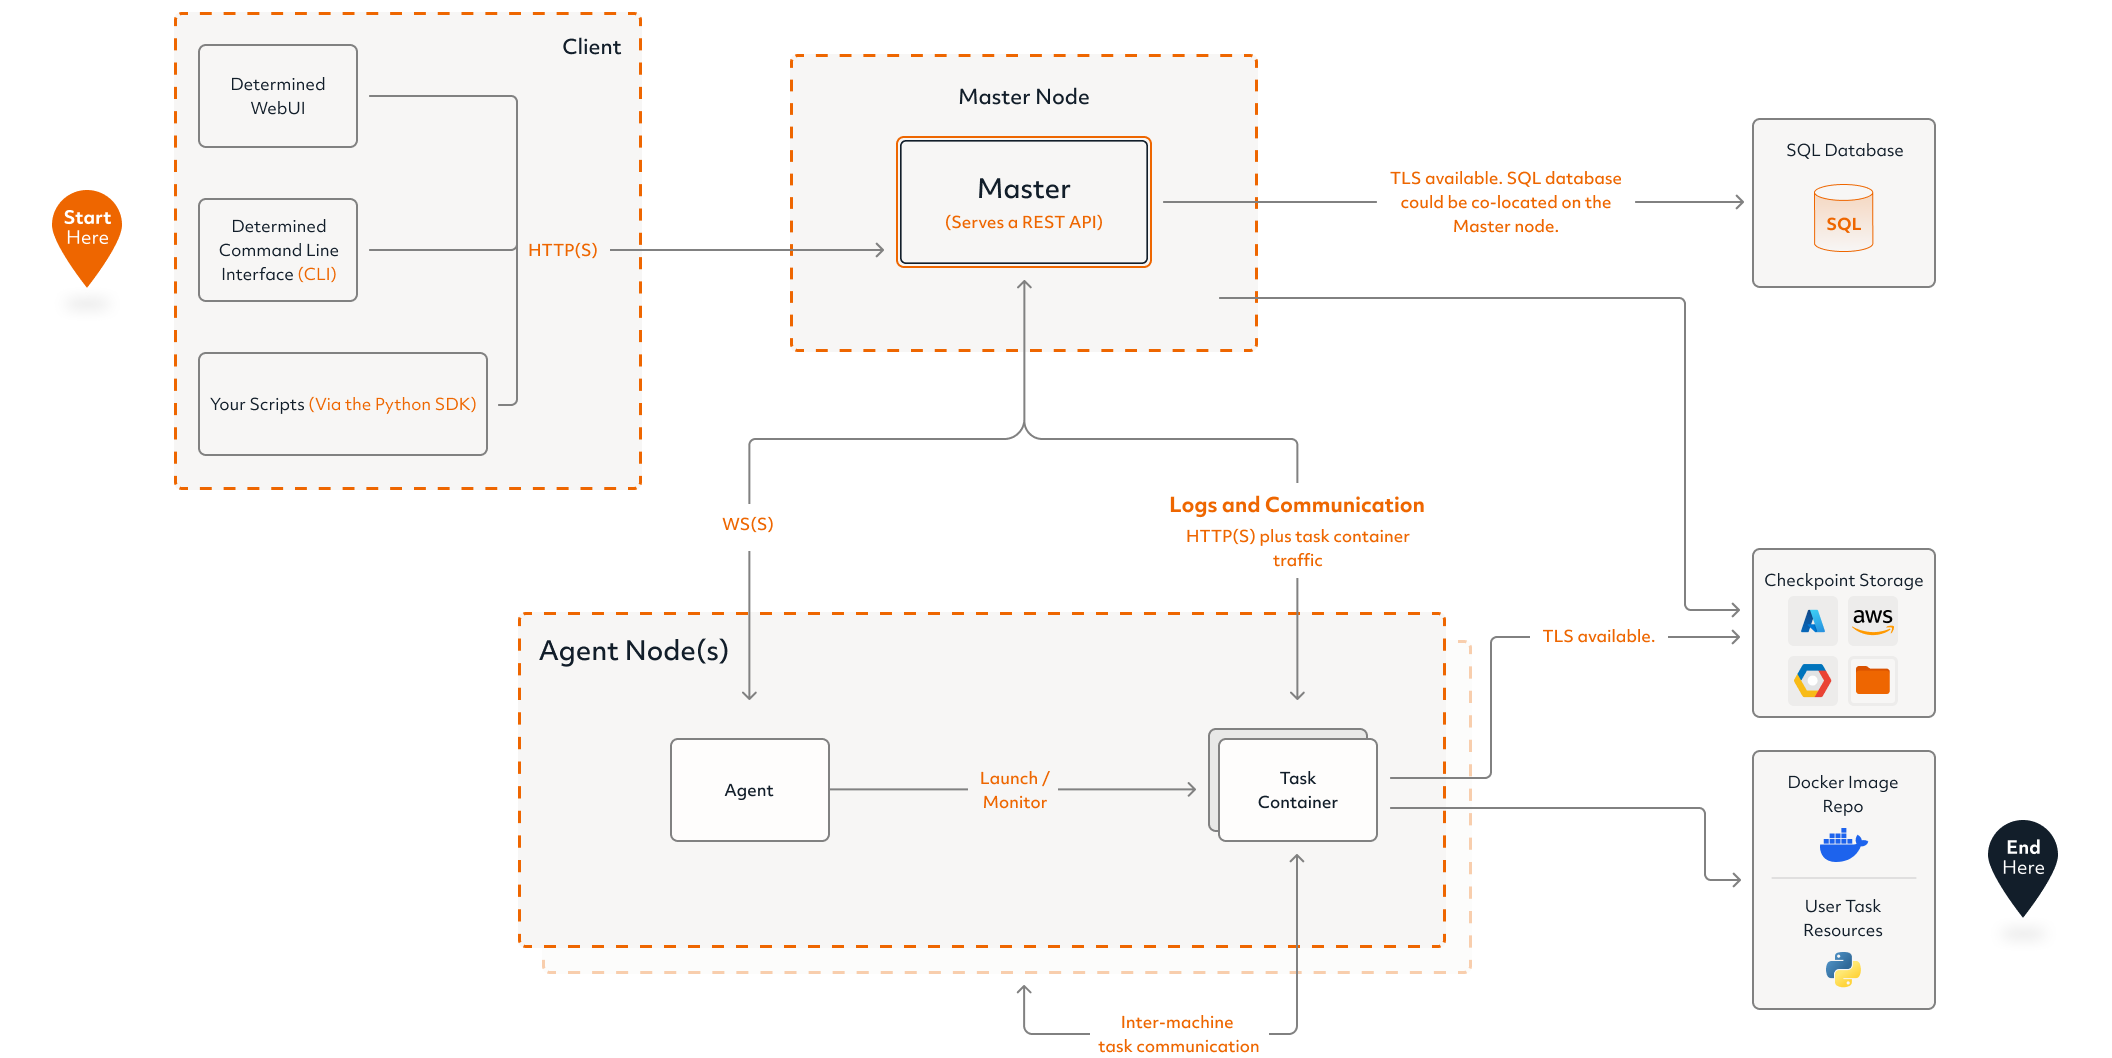 Client
Determined
WebUI
Start
Here
Determined
Command Line
Interface (CLI)
Your Scripts (Via the Python SDK)
HTTP(S)
Master Node
Master
(Serves a REST API)
TLS available. SQL database
could be co-located on the
Master node.
SQL Database
SQL
WS(S)
Logs and Communication
HTTP(S) plus task container
traffic
Agent Node(s)
Agent
Launch /
Monitor
Task
Container
TLS available.
Checkpoint Storage
aws
Docker Image
Repo
User Task
Resources
End
Here
Inter-machine
task communication